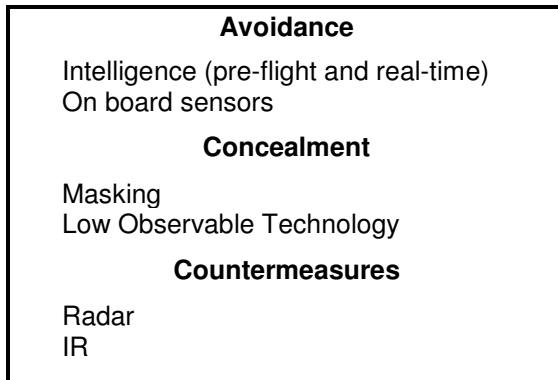 Avoidance
Intelligence (pre-flight and real-time)
On board sensors
Concealment
Masking
Low Observable Technology
Countermeasures
Radar
IR